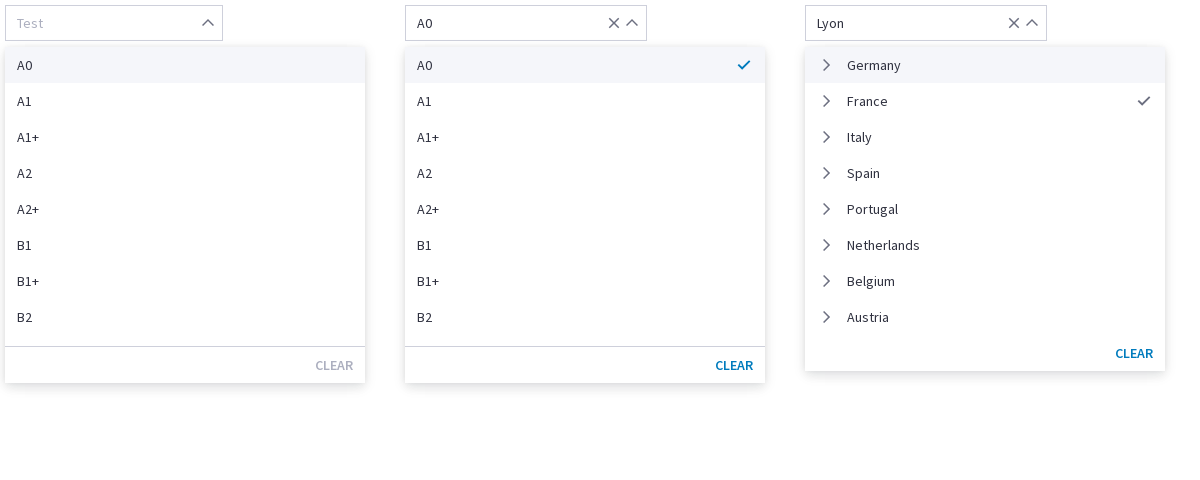 Test
A0
A1
A1+
A2
A2+
B1
B1+
B2
CLEAR
A0
A0
A1
A1+
A2
A2+
B1
B1+
B2
CLEAR
Lyon
Germany
France
Italy
Spain
Portugal
Netherlands
Belgium
Austria
CLEAR